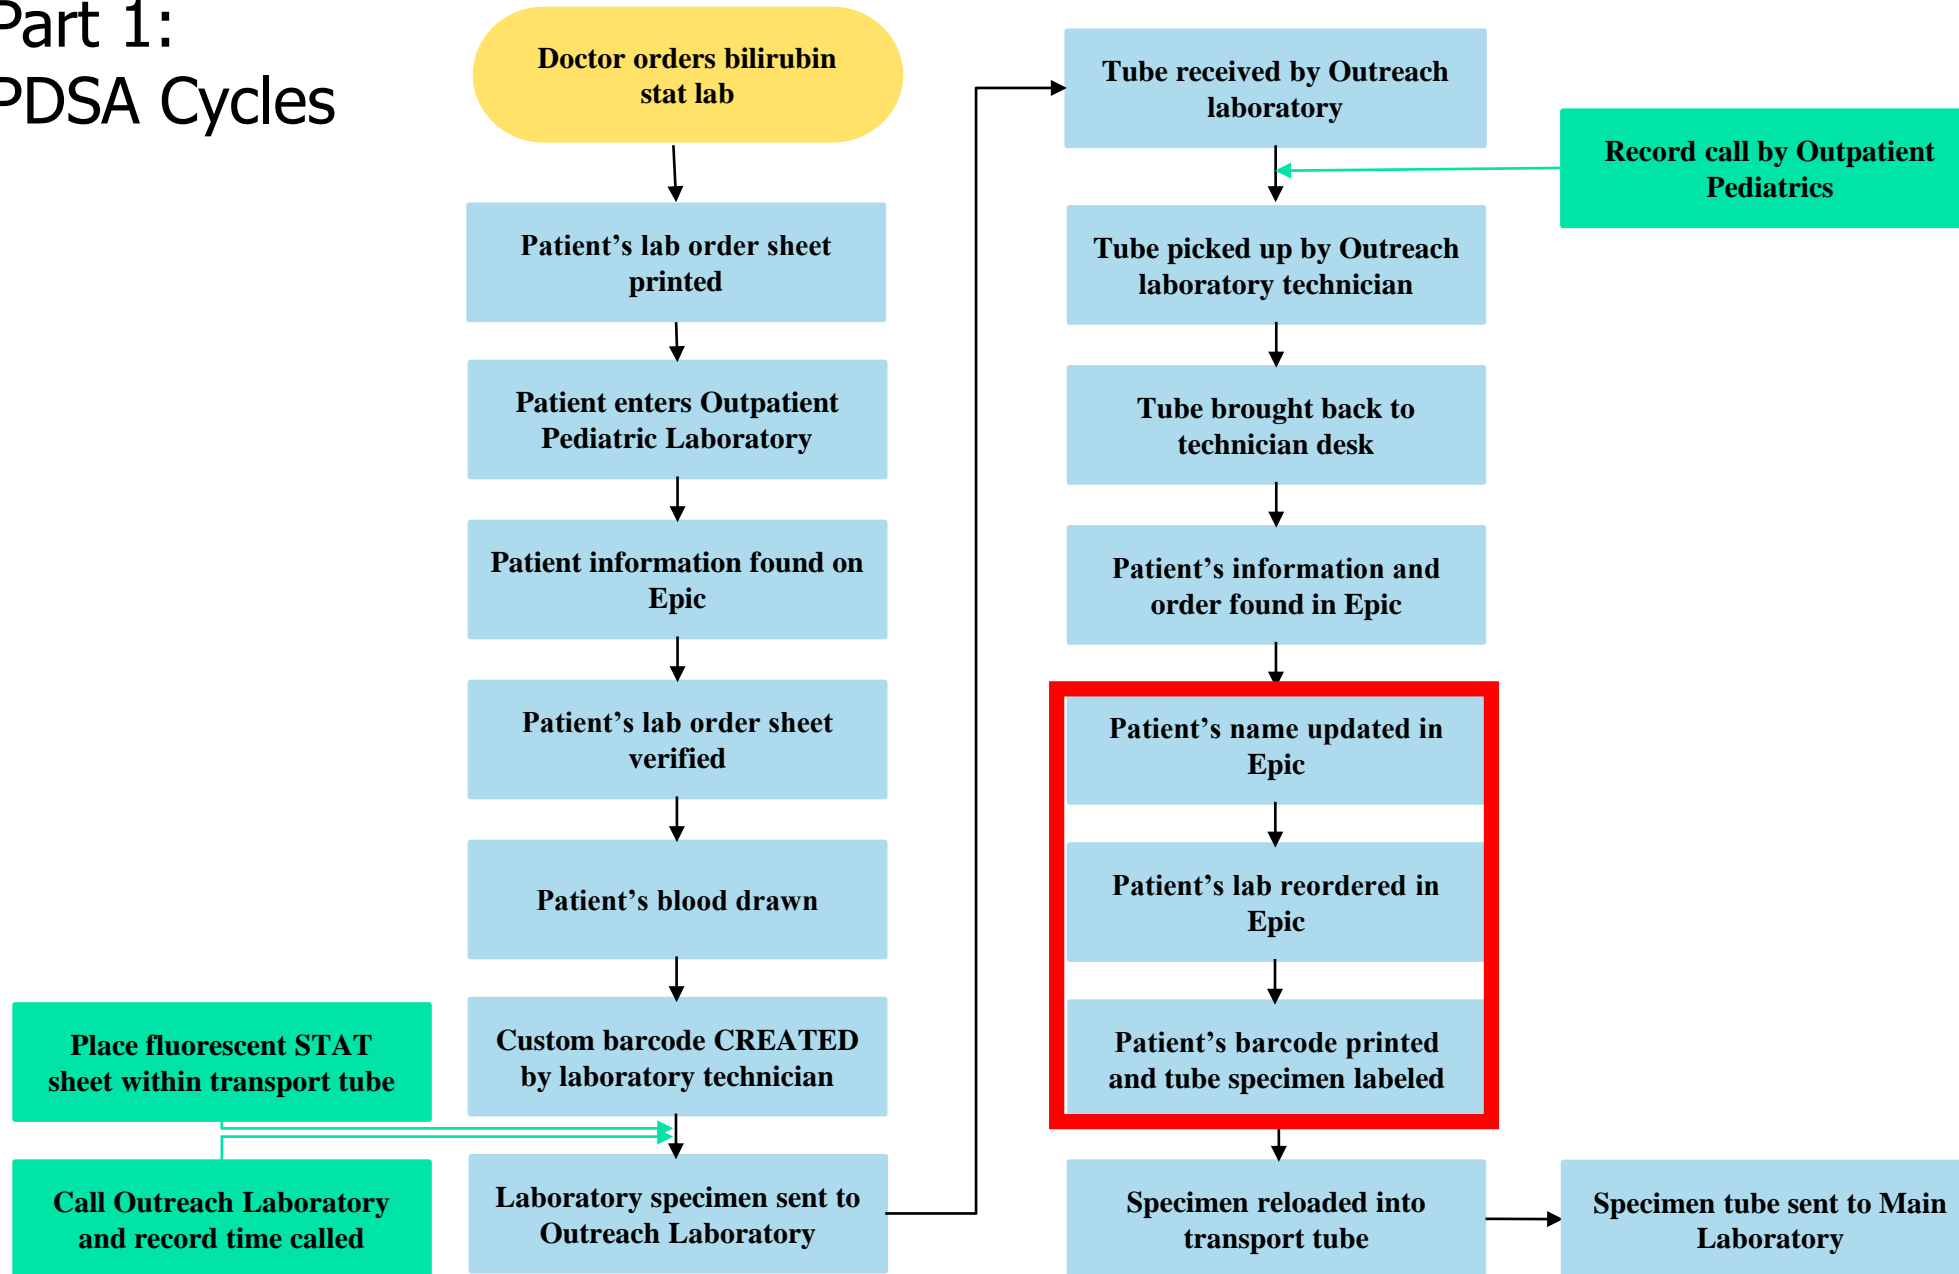 Part 1:
PDSA Cycles
Doctor orders bilirubin
stat lab
Patient’s lab order sheet
printed
Patient enters Outpatient
Pediatric Laboratory
Patient information found on
Epic
Patient’s lab order sheet
verified
Patient’s blood drawn
Custom barcode CREATED
by laboratory technician
Place fluorescent STAT
sheet within transport tube
Call Outreach Laboratory
and record time called
Laboratory specimen sent to
Outreach Laboratory
Tube received by Outreach
laboratory
Record call by Outpatient
Pediatrics
Tube picked up by Outreach
laboratory technician
Tube brought back to
technician desk
Patient’s information and
order found in Epic
Patient’s name updated in
Epic
Patient’s lab reordered in
Epic
Patient’s barcode printed
and tube specimen labeled
Specimen reloaded into
transport tube
Specimen tube sent to Main
Laboratory